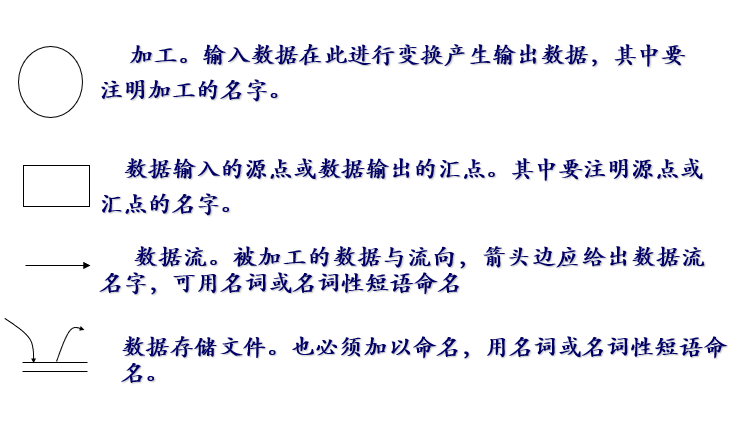 加工。输入数据在此进行变换产生输出数据，其中要
注明加工的名字。
数据输入的源点或数据输出的汇点。其中要注明源点或
汇点的名字。
数据流。被加工的数据与流向，箭头边应给出数据流
名字，可用名词或名词性短语命名
数据存储文件。也必须加以命名，用名词或名词性短语命
名。